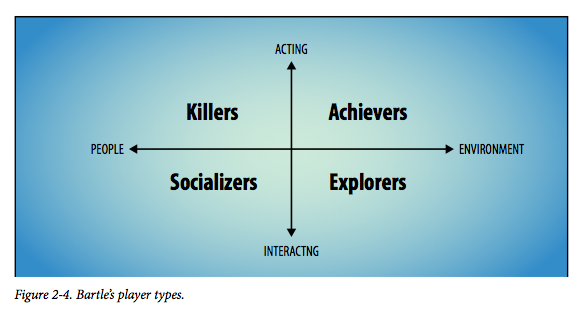 ACTING
Killers Achievers
PEOPLE ENVIRONMENT
Socializers Explorers
INTERACTNG
Figure 2-4. Bartle's player types.